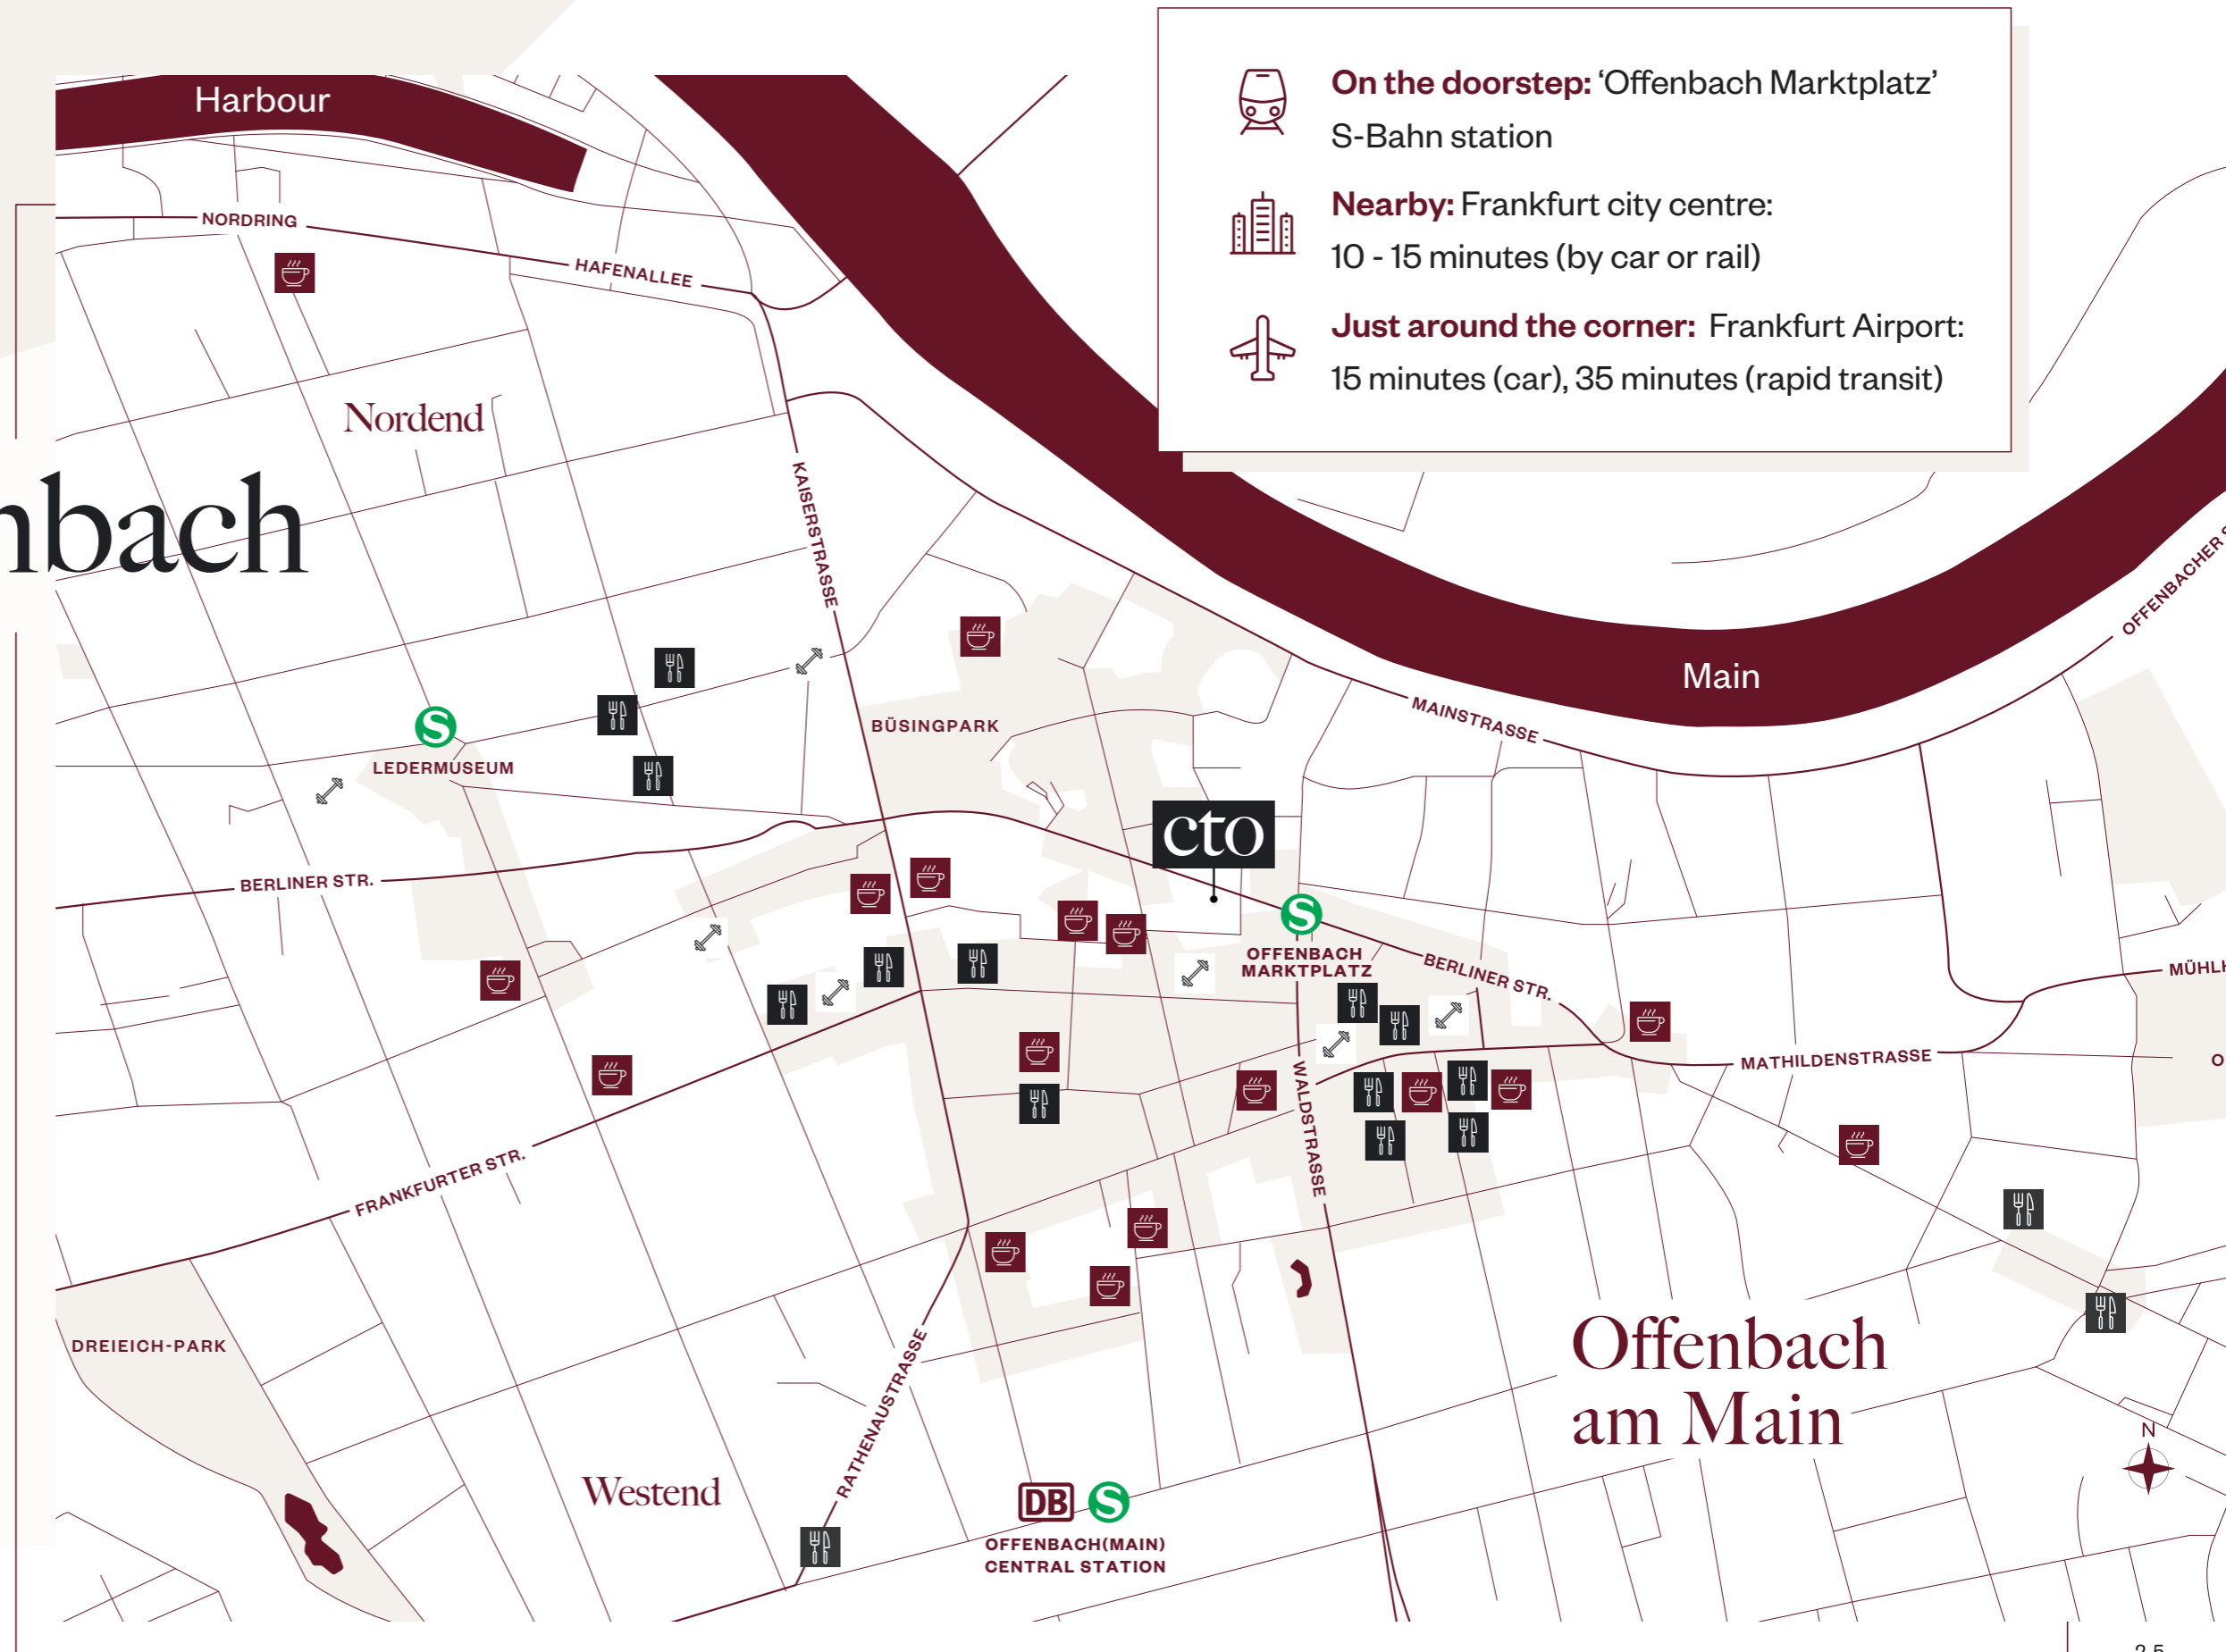 Harbour
On the doorstep: ‘Offenbach Marktplatz’
S-Bahn station
Nearby: Frankfurt city centre:
10 - 15 minutes (by car or rail)
Just around the corner: Frankfurt Airport:
15 minutes (car), 35 minutes (rapid transit)
NORDRING
HAFENALLEE
Nordend
nbach
KAISERSTRASSE
OFFENBACHER
Main
MAINSTRASSE
BÜSINGPARK
S
LEDERMUSEUM
cto
BERLINER STR.
S
OFFENBACH
MARKTPLATZ
BERLINER STR.
MATHILDENSTRASSE
WALDSTRASSE
FRANKFURTER STR.
DREIEICH-PARK
RATHENAUSTRASSE
Offenbach
am Main
N
Westend
DB S
OFFENBACH(MAIN)
CENTRAL STATION